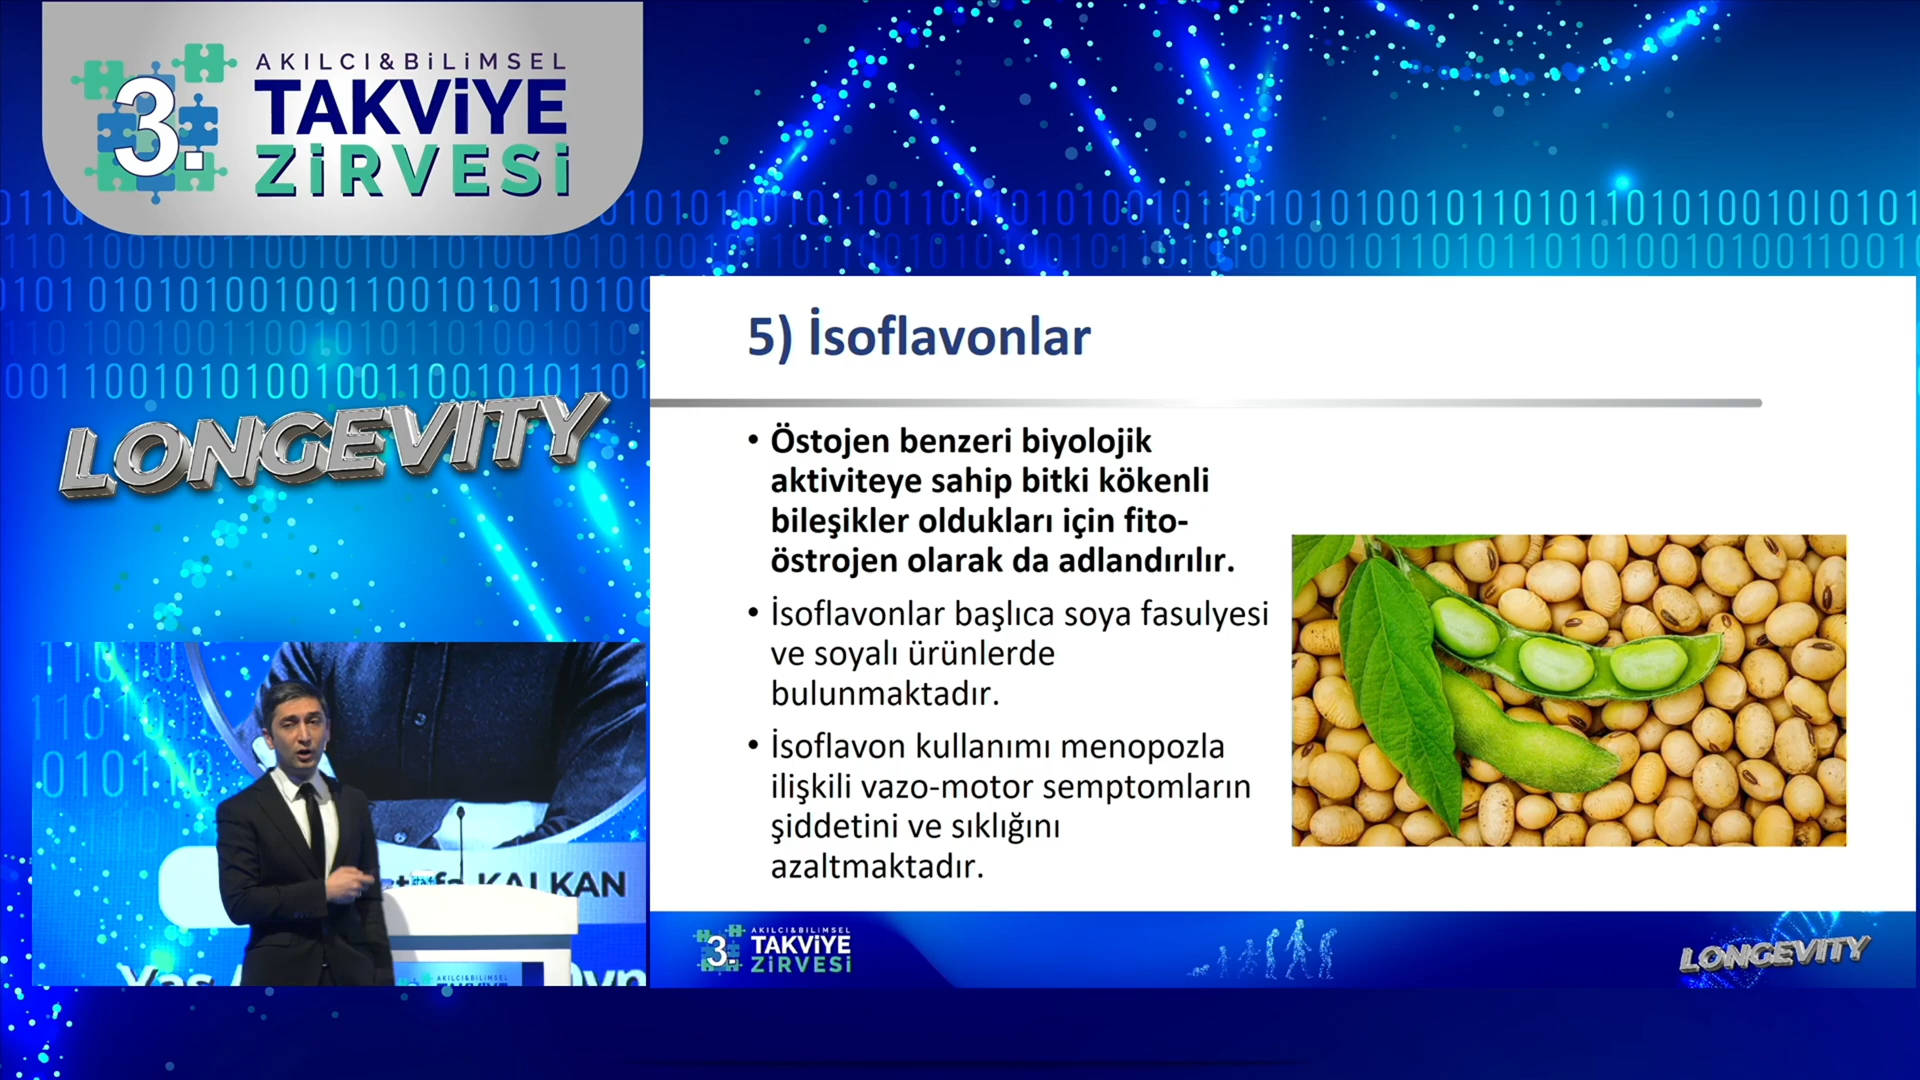 3.
AKILCI&BİLİMSEL
TAKVİYE
ZİRVESİ
LONGEVITY
5) İsoflavonlar
• Östojen benzeri biyolojik
aktiviteye sahip bitki kökenli
bileşikler oldukları için fito-
östrojen olarak da adlandırılır.
• İsoflavonlar başlıca soya fasulyesi
ve soyalı ürünlerde
bulunmaktadır.
• İsoflavon kullanımı menopozla
ilişkili vazo-motor semptomların
şiddetini ve sıklığını
azaltmaktadır.
KALKAN
AKILCI&BİLİMSEL
3.
AKILCI&BİLİMSEL
TAKVİYE
ZİRVESİ
LONGEVITY